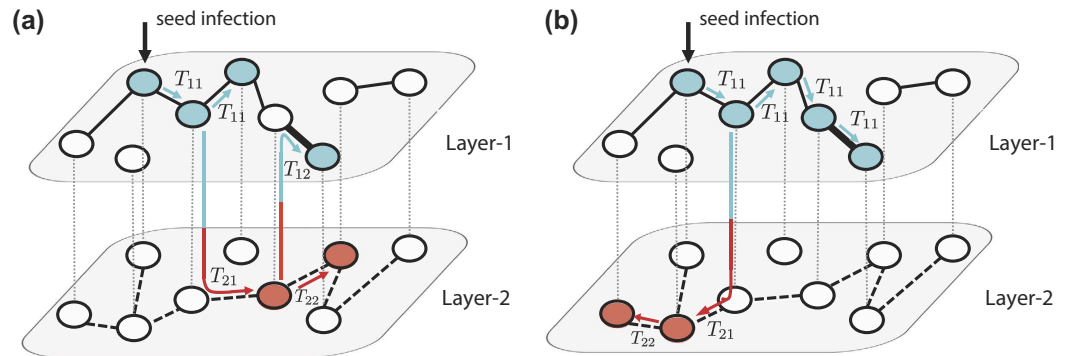 (a)
seed infection
T11
T11
T12
Layer-1
T21
T22
Layer-2
(b)
seed infection
T11
T11
T11
T11
Layer-1
T21
T22
Layer-2